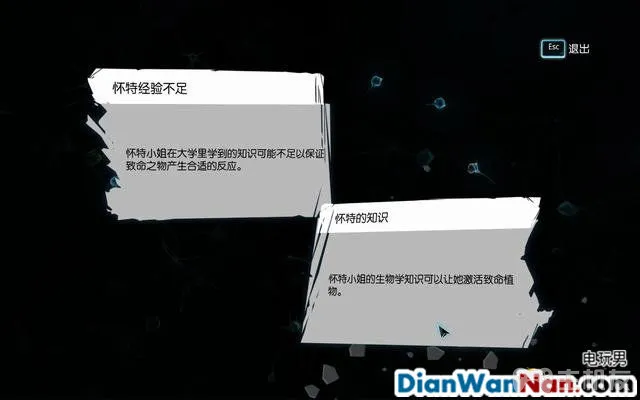 Esc 退出
怀特经验不足
怀特小姐在大学里学到的知识可能不足以保证
致命之物产生合适的反应。
怀特的知识
怀特小姐的生物学知识可以让她激活致命植
物。
电玩男
DianWanNan.com